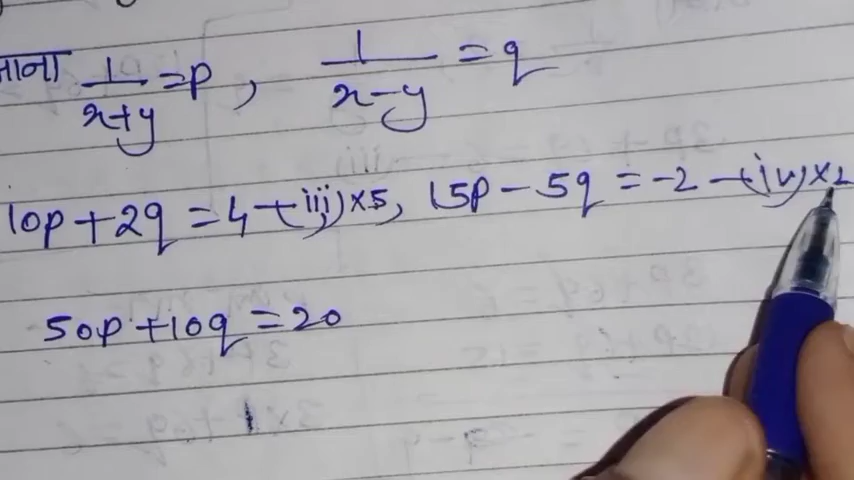 माना 1/(x+y) = p, 1/(x-y) = q
10p + 2q = 4 -(iii)×5, 15p - 5q = -2 -(iv)×2
50p + 10q = 20